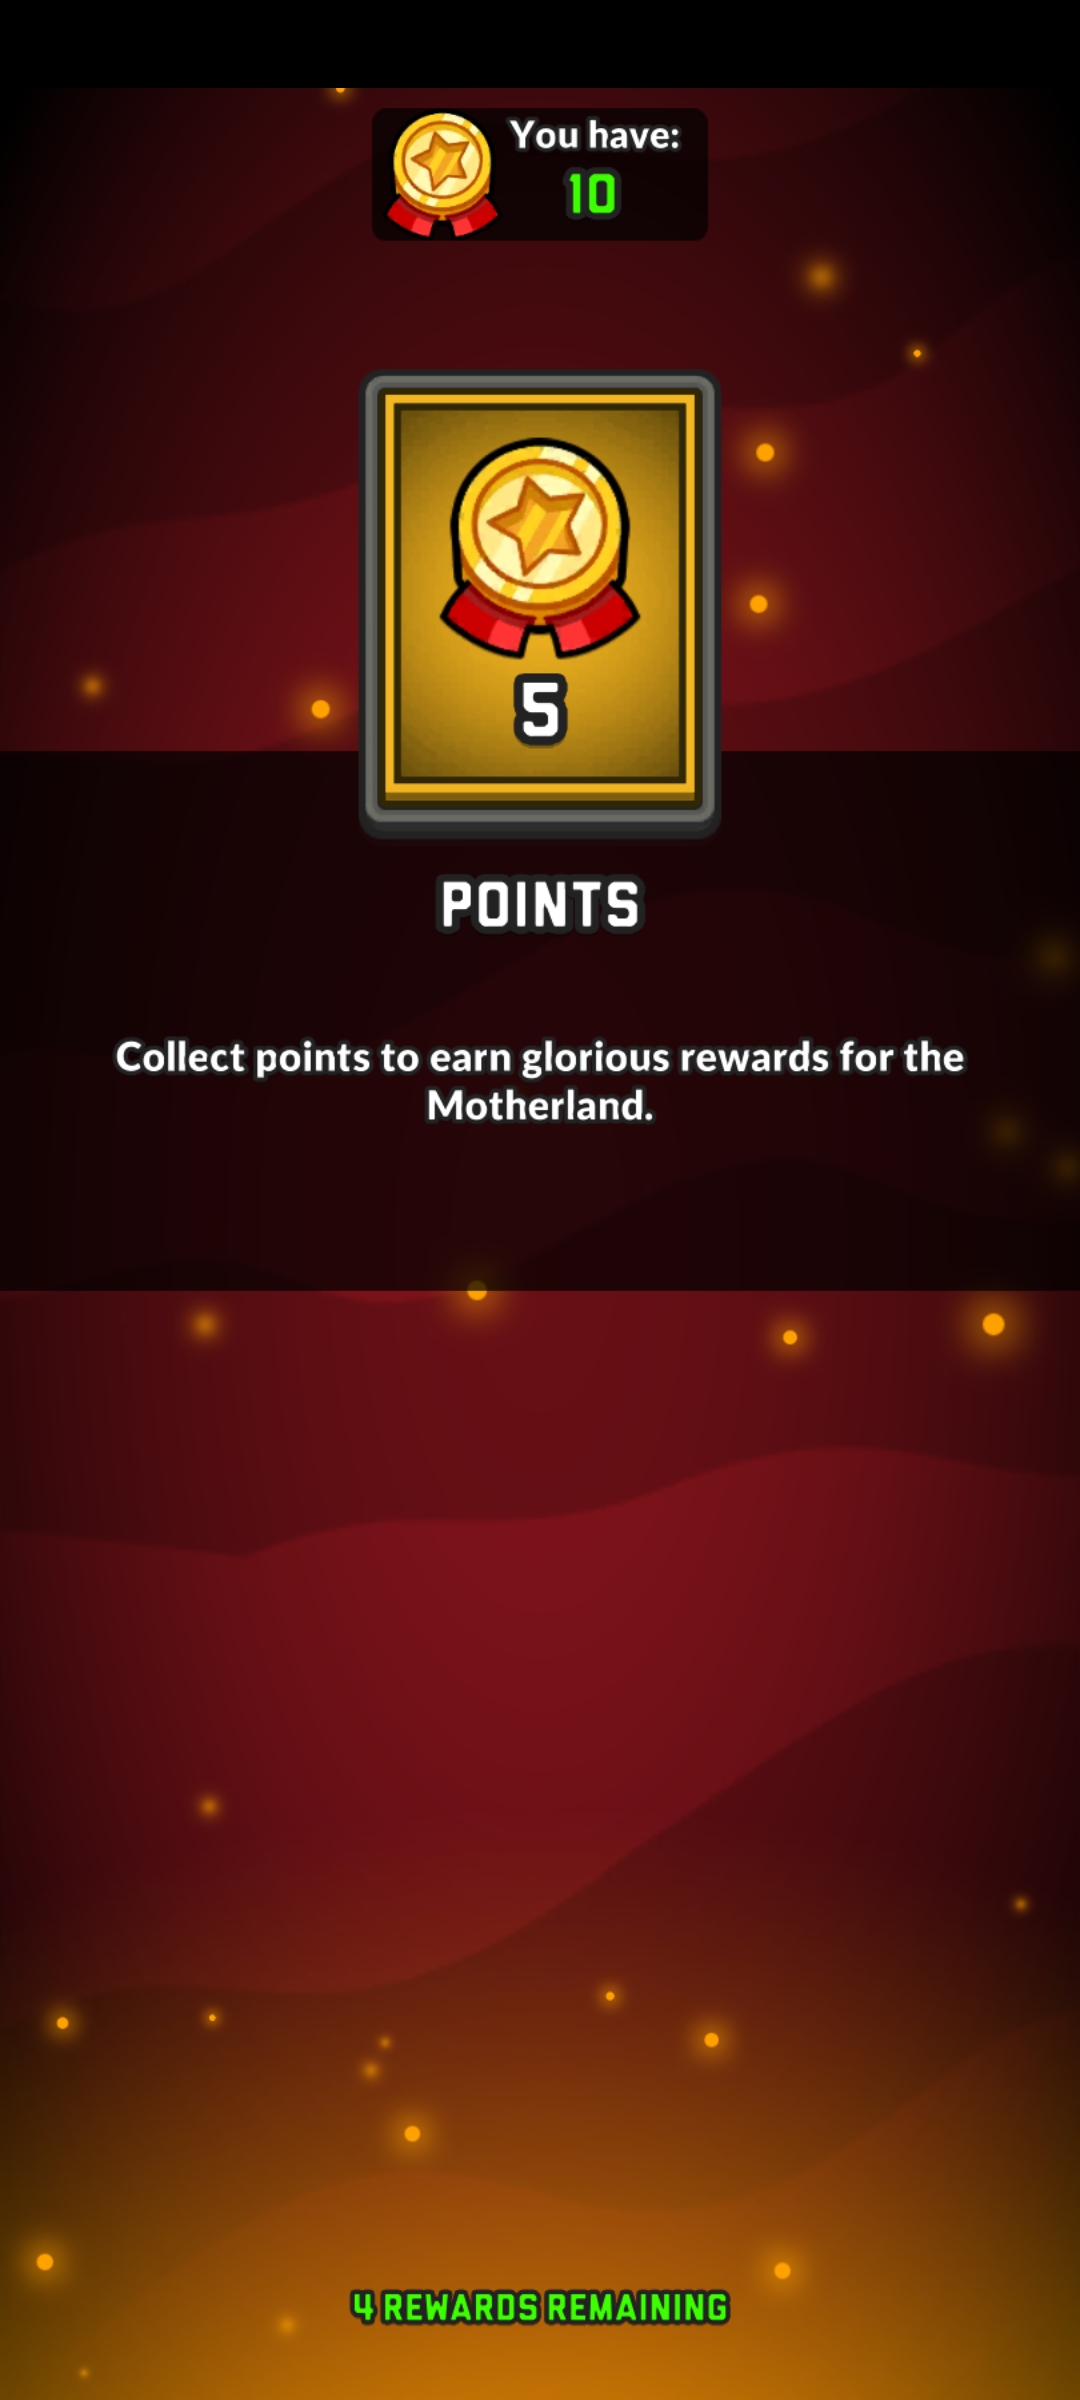 You have:
10
5
POINTS
Collect points to earn glorious rewards for the
Motherland.
4 REWARDS REMAINING